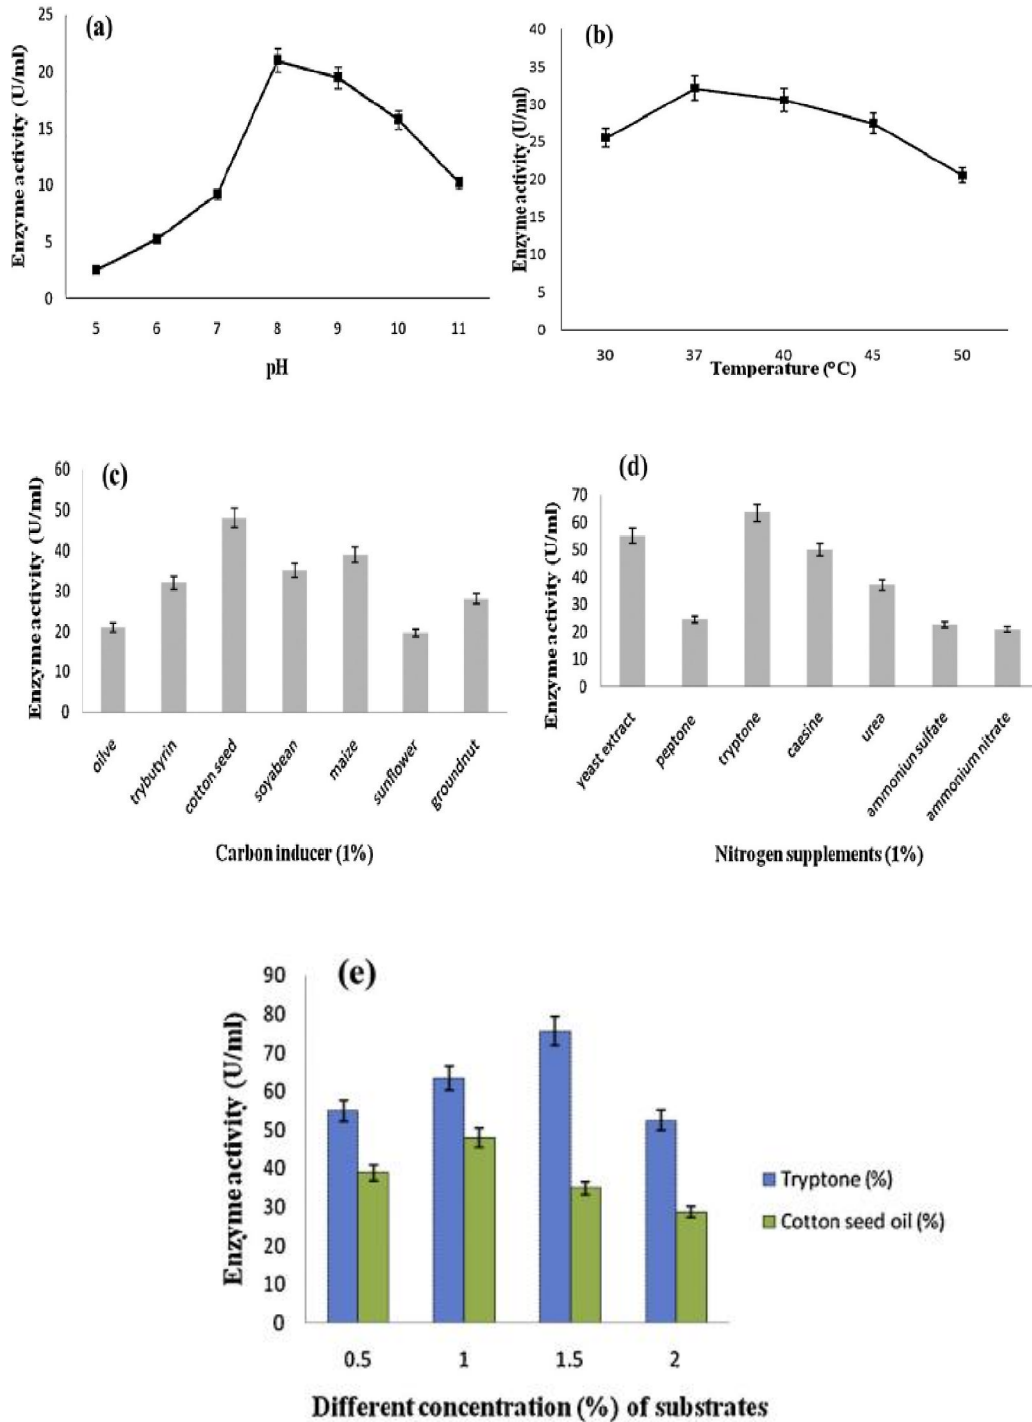 (a)
Enzyme activity (U/ml)
25
20
15
10
5
0
5 6 7 8 9 10 11
pH
(b)
Enzyme activity (U/ml)
40
35
30
25
20
15
10
5
0
30 37 40 45 50
Temperature (°C)
(c)
Enzyme activity (U/ml)
60
50
40
30
20
10
0
oilve
trybutyrin
cotton seed
soyabean
maize
sunflower
groundnut
Carbon inducer (1%)
(d)
Enzyme activity (U/ml)
70
60
50
40
30
20
10
0
yeast extract
peptone
tryptone
caesine
urea
ammoniun sulfate
ammoniun nitrate
Nitrogen supplements (1%)
(e)
Enzyme activity (U/ml)
90
80
70
60
50
40
30
20
10
0
0.5 1 1.5 2
Tryptone (%)
Cotton seed oil (%)
Different concentration (%) of substrates